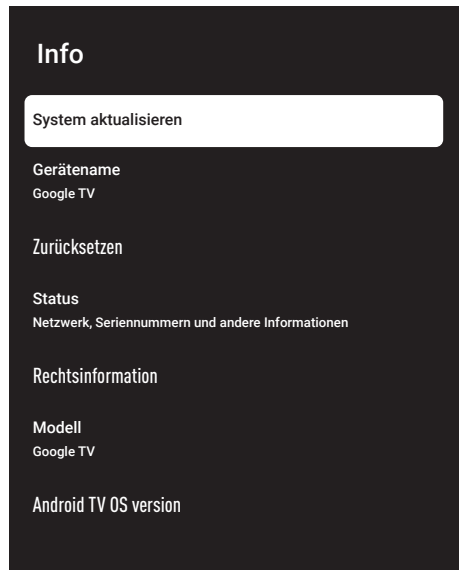 Info
System aktualisieren
Gerätename
Google TV
Zurücksetzen
Status
Netzwerk, Seriennummern und andere Informationen
Rechtsinformation
Modell
Google TV
Android TV OS version